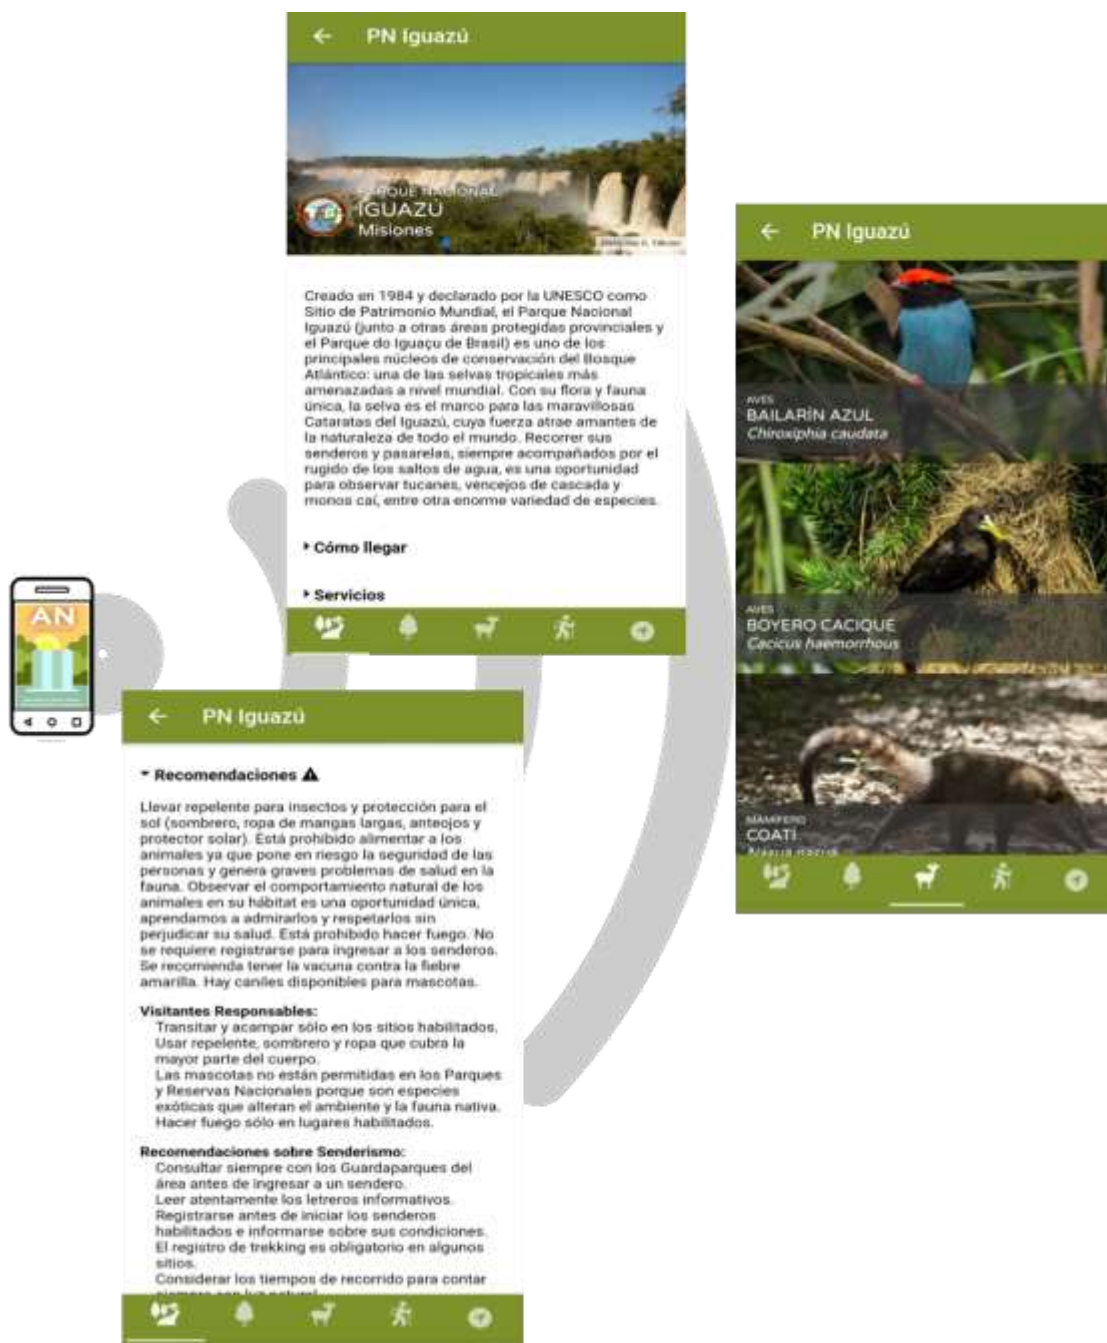 PN Iguazú
PARQUE NACIONAL
IGUAZÚ
Misiones
Creado en 1984 y declarado por la UNESCO como
Sitio de Patrimonio Mundial, el Parque Nacional
Iguazú (junto a otras áreas protegidas provinciales y
el Parque do Iguaçu de Brasil) es uno de los
principales núcleos de conservación del Bosque
Atlántico: una de las selvas tropicales más
amenazadas a nivel mundial. Con su flora y fauna
única, la selva es el marco para las maravillosas
Cataratas del Iguazú, cuya fuerza atrae amantes de
la naturaleza de todo el mundo. Recorrer sus
senderos y pasarelas, siempre acompañados por el
rugido de los saltos de agua, es una oportunidad
para observar tucanes, vencejos de cascada y
monos caí, entre otra enorme variedad de especies.
Cómo llegar
Servicios
AN
PN Iguazú
Recomendaciones
Llevar repelente para insectos y protección para el
sol (sombrero, ropa de mangas largas, anteojos y
protector solar). Está prohibido alimentar a los
animales ya que pone en riesgo la seguridad de las
personas y genera graves problemas de salud en la
fauna. Observar el comportamiento natural de los
animales en su hábitat es una oportunidad única,
aprendamos a admirarlos y respetarlos sin
perjudicar su salud. Está prohibido hacer fuego. No
se requiere registrarse para ingresar a los senderos.
Se recomienda tener la vacuna contra la fiebre
amarilla. Hay caniles disponibles para mascotas.
Visitantes Responsables:
Transitar y acampar sólo en los sitios habilitados.
Usar repelente, sombrero y ropa que cubra la
mayor parte del cuerpo.
Las mascotas no están permitidas en los Parques
y Reservas Nacionales porque son especies
exóticas que alteran el ambiente y la fauna nativa.
Hacer fuego sólo en lugares habilitados.
Recomendaciones sobre Senderismo:
Consultar siempre con los Guardaparques del
área antes de ingresar a un sendero.
Leer atentamente los letreros informativos.
Registrarse antes de iniciar los senderos
habilitados e informarse sobre sus condiciones.
El registro de trekking es obligatorio en algunos
sitios.
Considerar los tiempos de recorrido para contar
PN Iguazú
AVES
BAILARÍN AZUL
Chiroxiphia caudata
AVES
BOYERO CACIQUE
Cacicus haemorrhous
MAMÍFERO
COATÍ